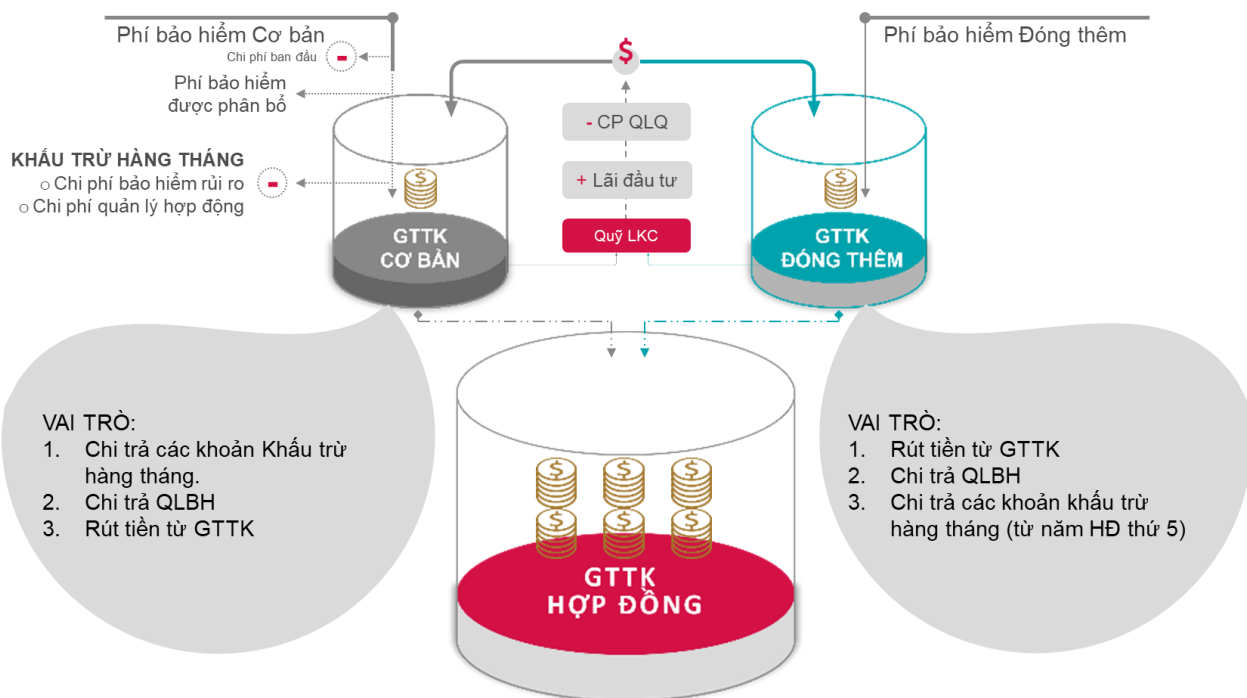 Phí bảo hiểm Cơ bản
Chi phí ban đầu
-
Phí bảo hiểm
được phân bổ
KHẤU TRỪ HÀNG THÁNG
o Chi phí bảo hiểm rủi ro
o Chi phí quản lý hợp động
-
$
GTTK
CƠ BẢN
$
- CP QLQ
+ Lãi đầu tư
Quỹ LKC
Phí bảo hiểm Đóng thêm
$
GTTK
ĐÓNG THÊM
VAI TRÒ:
1. Chi trả các khoản Khấu trừ
hàng tháng.
2. Chi trả QLBH
3. Rút tiền từ GTTK
$ $ $
$ $ $
GTTK
HỢP ĐỒNG
VAI TRÒ:
1. Rút tiền từ GTTK
2. Chi trả QLBH
3. Chi trả các khoản khấu trừ
hàng tháng (từ năm HĐ thứ 5)